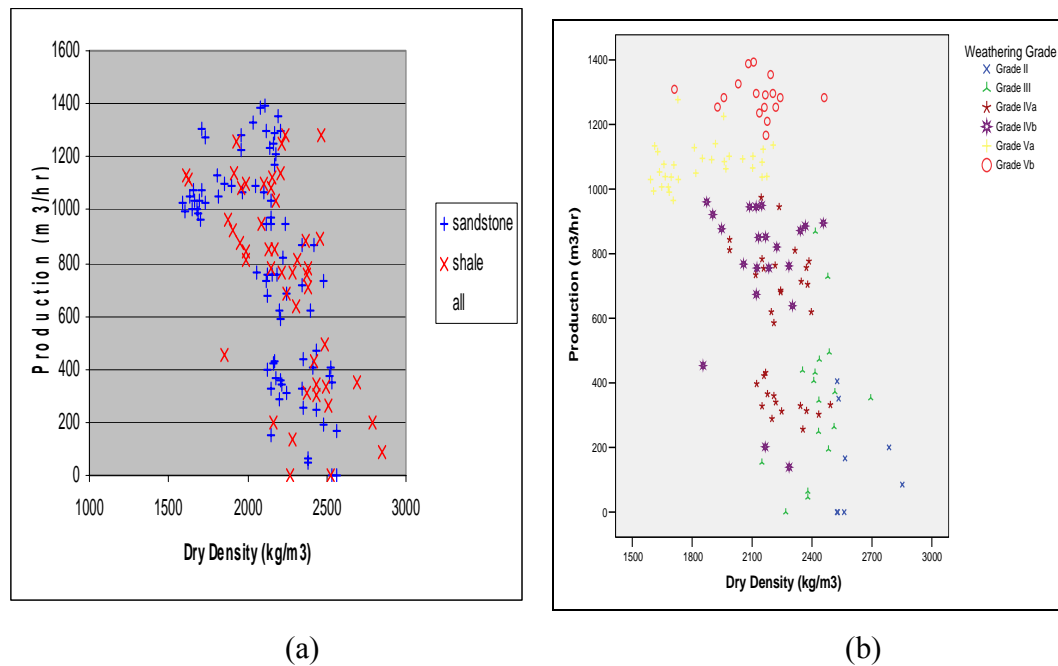 1600
1400
1200
1000
800
600
400
200
0
Production (m3/hr)
1000 1500 2000 2500 3000
Dry Density (kg/m3)
sandstone
shale
all
(a)
1400
1200
1000
800
600
400
200
0
Production (m3/hr)
1500 1800 2100 2400 2700 3000
Dry Density (kg/m3)
Weathering Grade
Grade II
Grade III
Grade IVa
Grade IVb
Grade Va
Grade Vb
(b)